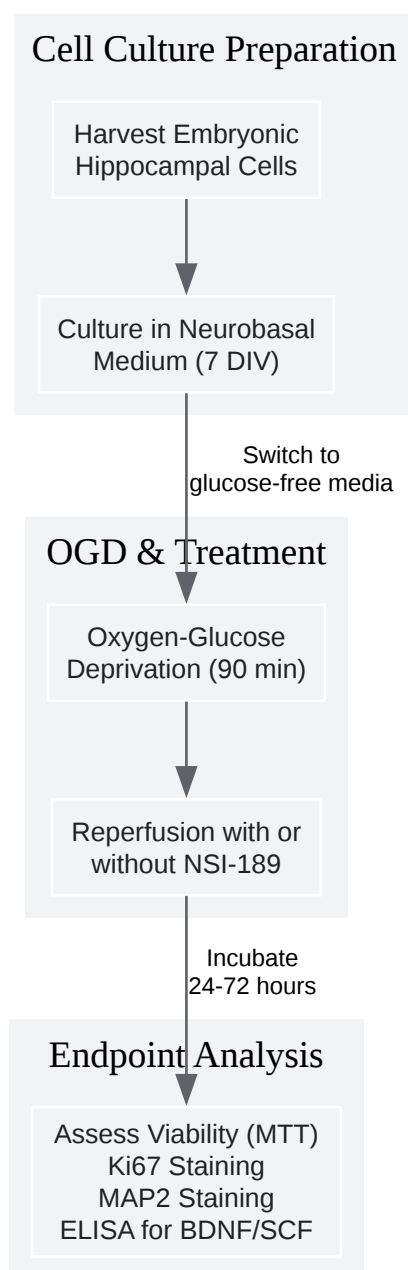 Cell Culture Preparation
Harvest Embryonic
Hippocampal Cells
Culture in Neurobasal
Medium (7 DIV)
Switch to
glucose-free media
OGD & Treatment
Oxygen-Glucose
Deprivation (90 min)
Reperfusion with or
without NSI-189
Incubate
24-72 hours
Endpoint Analysis
Assess Viability (MTT)
Ki67 Staining
MAP2 Staining
ELISA for BDNF/SCF